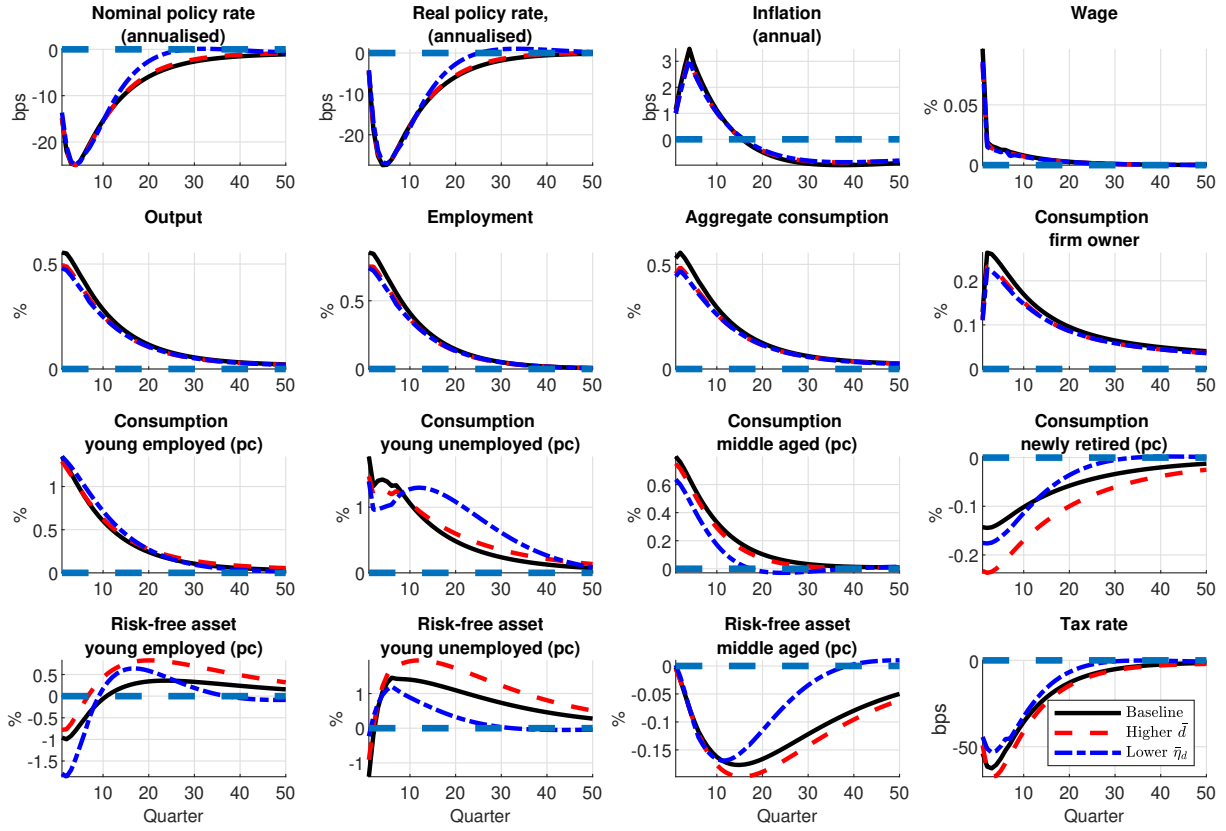 Nominal policy rate
(annualised)
bps
0
-10
-20
10 20 30 40 50
Real policy rate,
(annualised)
bps
0
-10
-20
10 20 30 40 50
Inflation
(annual)
bps
3
2
1
0
10 20 30 40 50
Wage
%
0.05
0
10 20 30 40 50
Output
%
0.5
0
10 20 30 40 50
Employment
%
0.5
0
10 20 30 40 50
Aggregate consumption
%
0.5
0
10 20 30 40 50
Consumption
firm owner
%
0.2
0.1
0
10 20 30 40 50
Consumption
young employed (pc)
%
1
0.5
0
10 20 30 40 50
Consumption
young unemployed (pc)
%
1
0.5
0
10 20 30 40 50
Consumption
middle aged (pc)
%
0.6
0.4
0.2
0
10 20 30 40 50
Consumption
newly retired (pc)
%
0
-0.1
-0.2
10 20 30 40 50
Risk-free asset
young employed (pc)
%
0.5
0
-0.5
-1
-1.5
10 20 30 40 50
Quarter
Risk-free asset
young unemployed (pc)
%
1
0
1
10 20 30 40 50
Quarter
Risk-free asset
middle aged (pc)
%
0
-0.05
-0.1
-0.15
10 20 30 40 50
Quarter
Tax rate
bps
0
-50
10 20 30 40 50
Quarter
Baseline
Higher d̄
Lower η̄_d